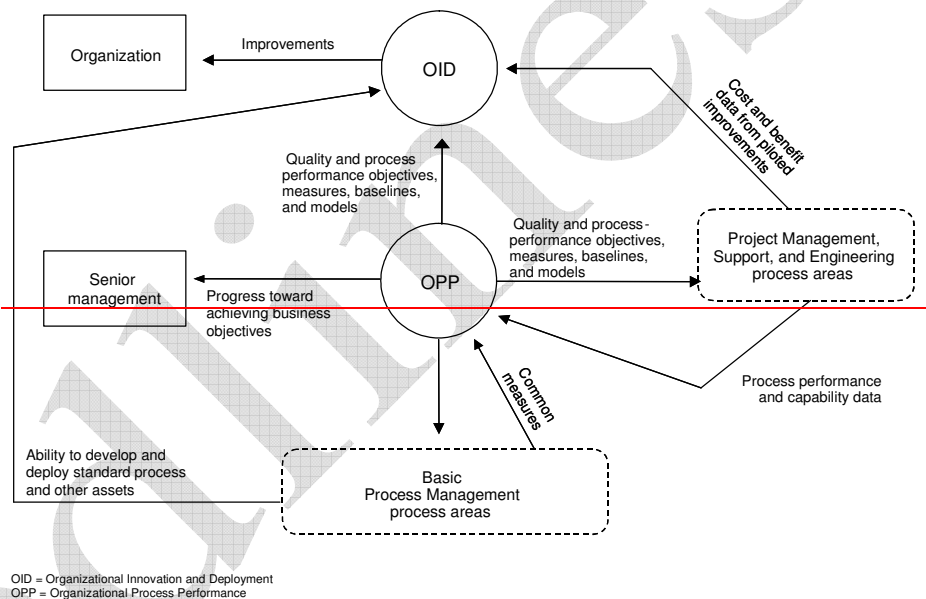 Organization
Improvements
OID
Cost and benefit
data from piloted
improvements
Quality and process
performance objectives,
measures, baselines,
and models
Quality and process-
performance objectives,
measures, baselines,
and models
Project Management,
Support, and Engineering
process areas
Senior
management
OPP
Progress toward
achieving business
objectives
Common
measures
Process performance
and capability data
Ability to develop and
deploy standard process
and other assets
Basic
Process Management
process areas
OID = Organizational Innovation and Deployment
OPP = Organizational Process Performance